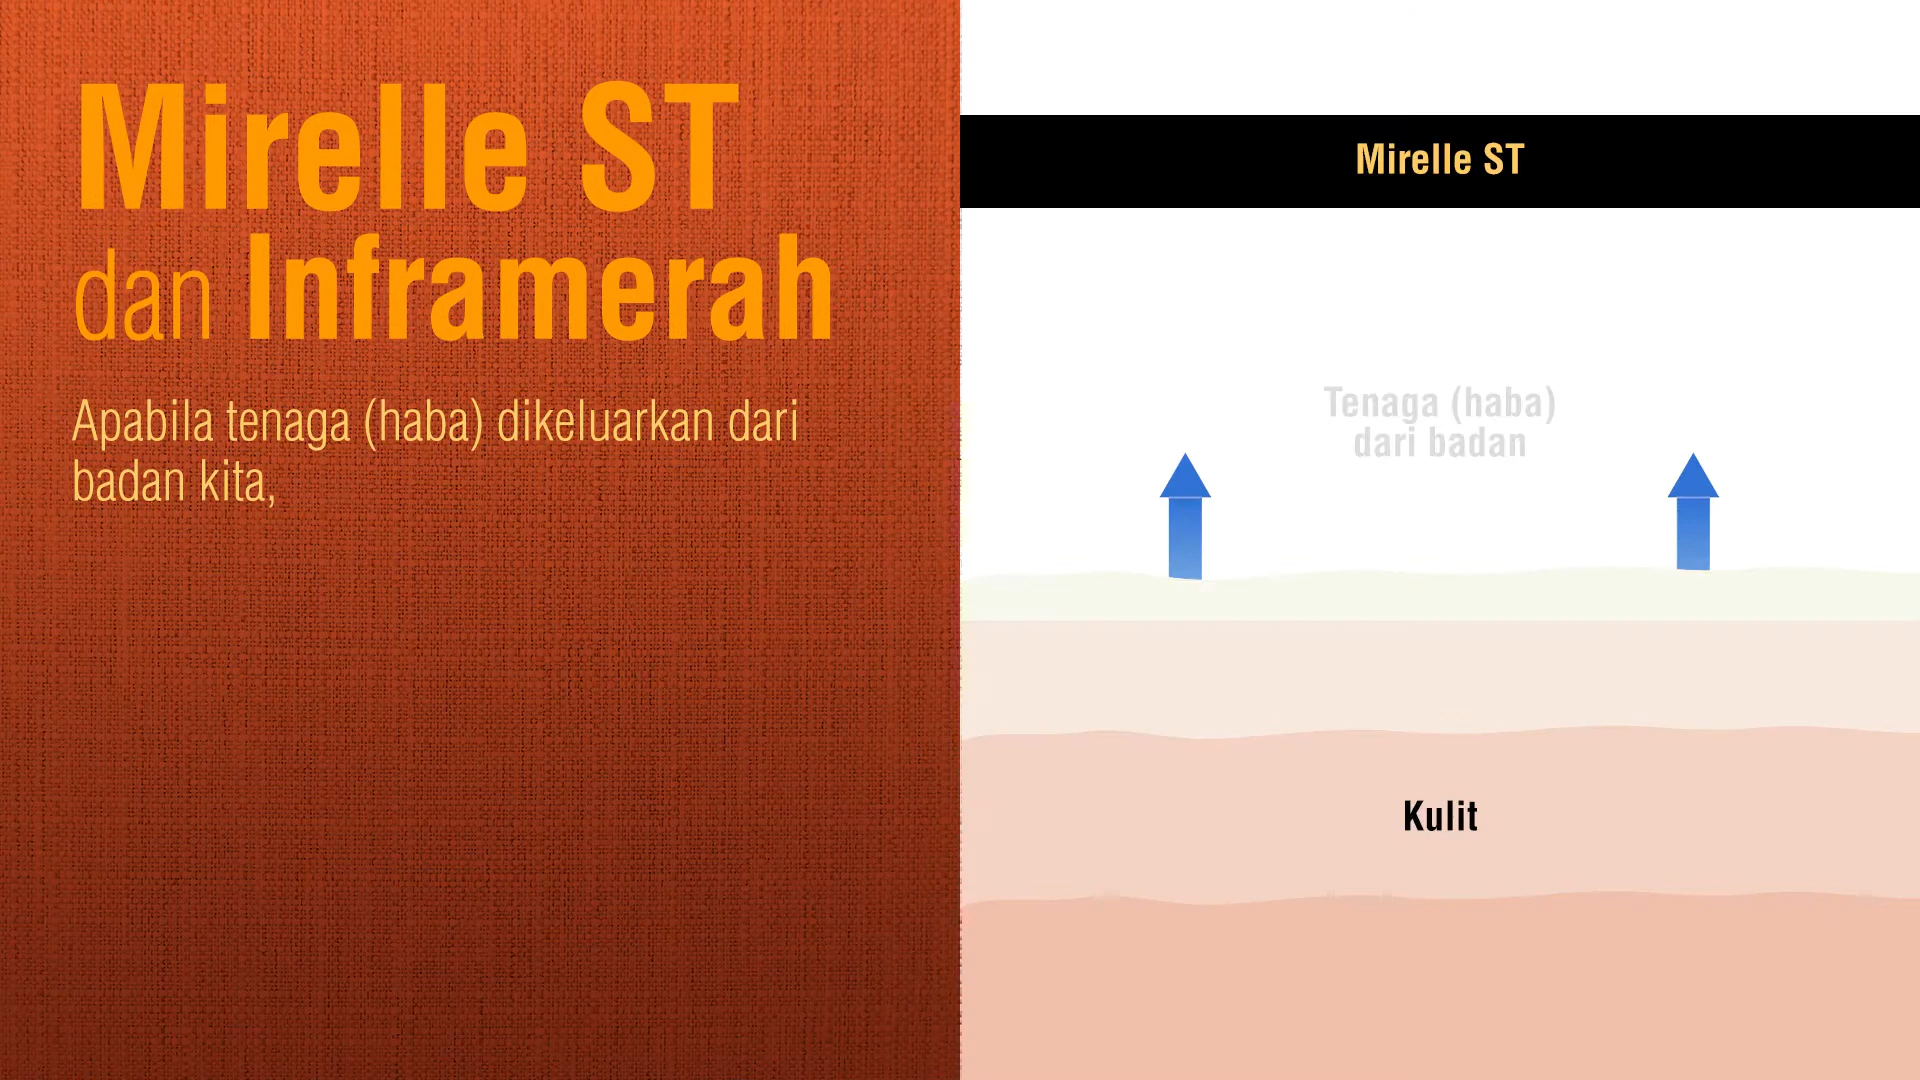 Mirelle ST
dan Inframerah
Apabila tenaga (haba) dikeluarkan dari
badan kita,
Mirelle ST
Tenaga (haba)
dari badan
Kulit